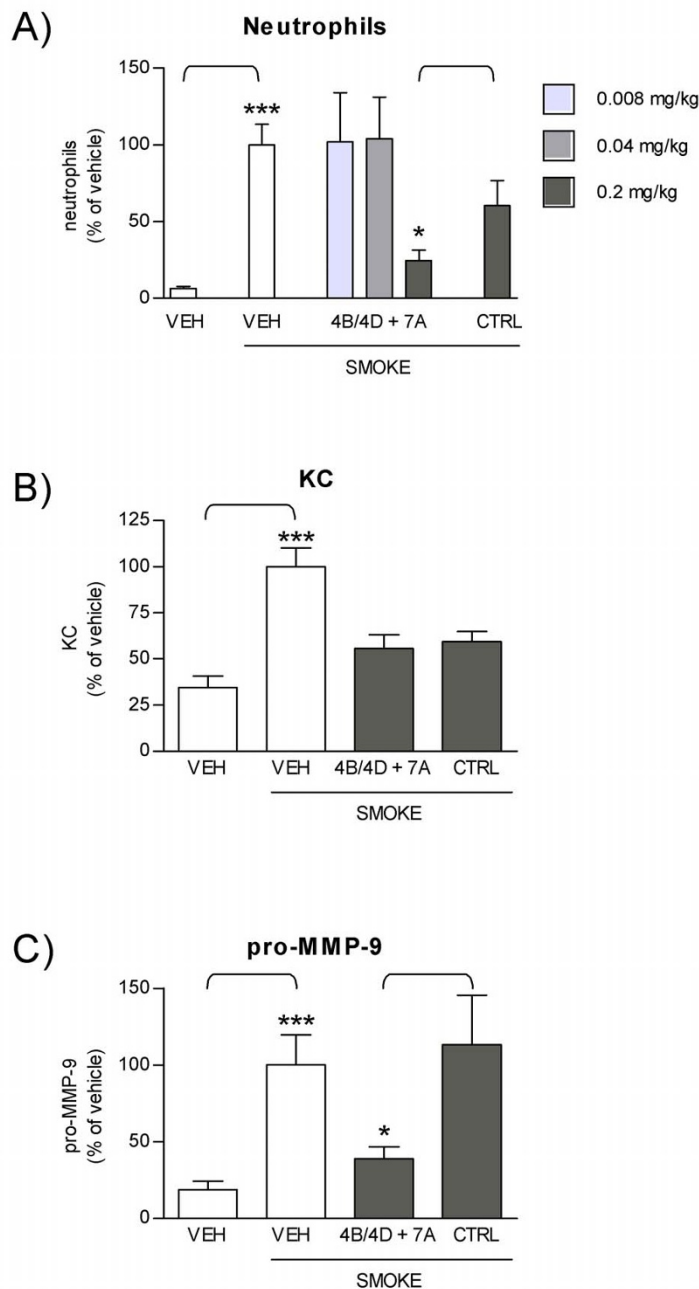 A)
Neutrophils
neutrophils
(% of vehicle)
150
100
50
0
***
*
0.008 mg/kg
0.04 mg/kg
0.2 mg/kg
VEH VEH 4B/4D + 7A CTRL
SMOKE
B)
KC
KC
(% of vehicle)
125
100
75
50
25
0
***
VEH VEH 4B/4D + 7A CTRL
SMOKE
C)
pro-MMP-9
pro-MMP-9
(% of vehicle)
150
100
50
0
***
*
VEH VEH 4B/4D + 7A CTRL
SMOKE